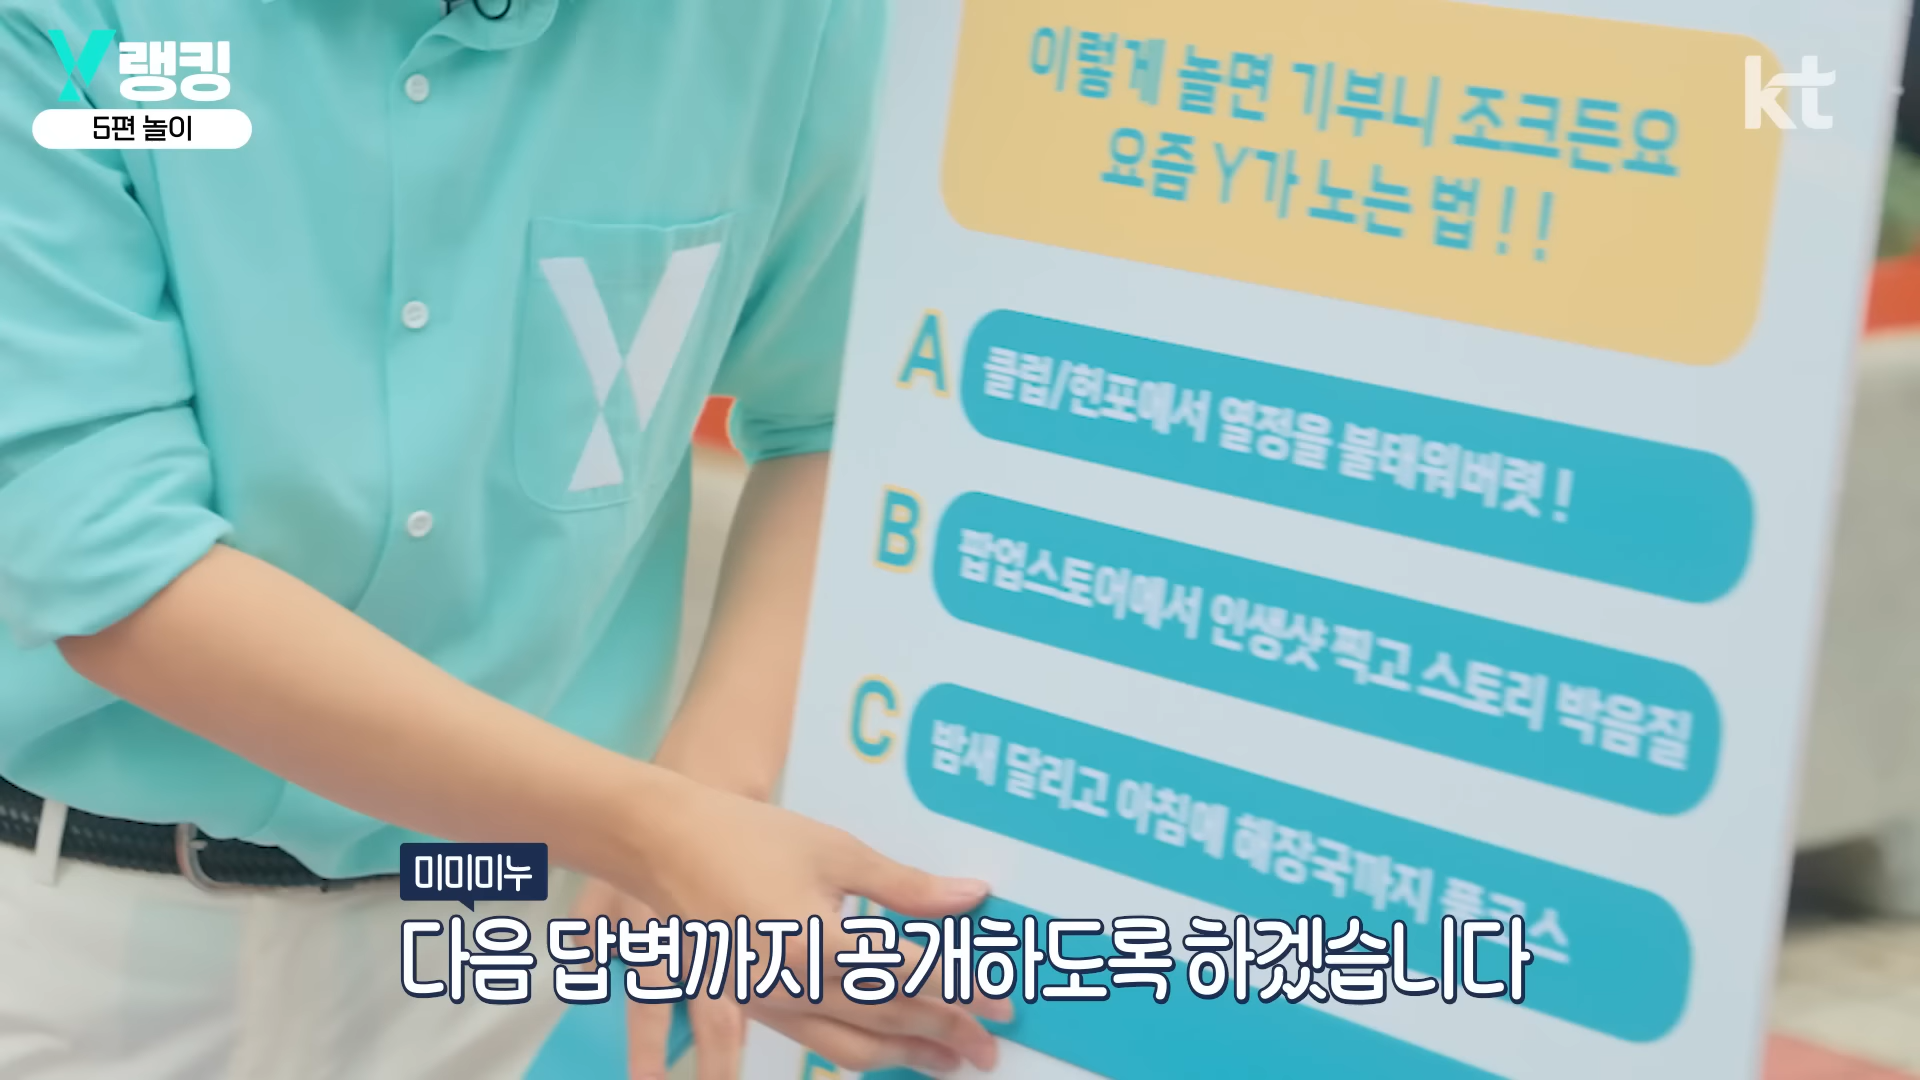 Y랭킹
5편 놀이
kt
이렇게 놀면 기부니 조크든요
요즘 Y가 노는 법!!
A 클럽/헌포에서 열정을 불태워버렷!
B 팝업스토어에서 인생샷 찍고 스토리 박음질
C 밤새 달리고 아침에 해장국까지 풀코스
Y
미미미누
다음 답변까지 공개하도록 하겠습니다